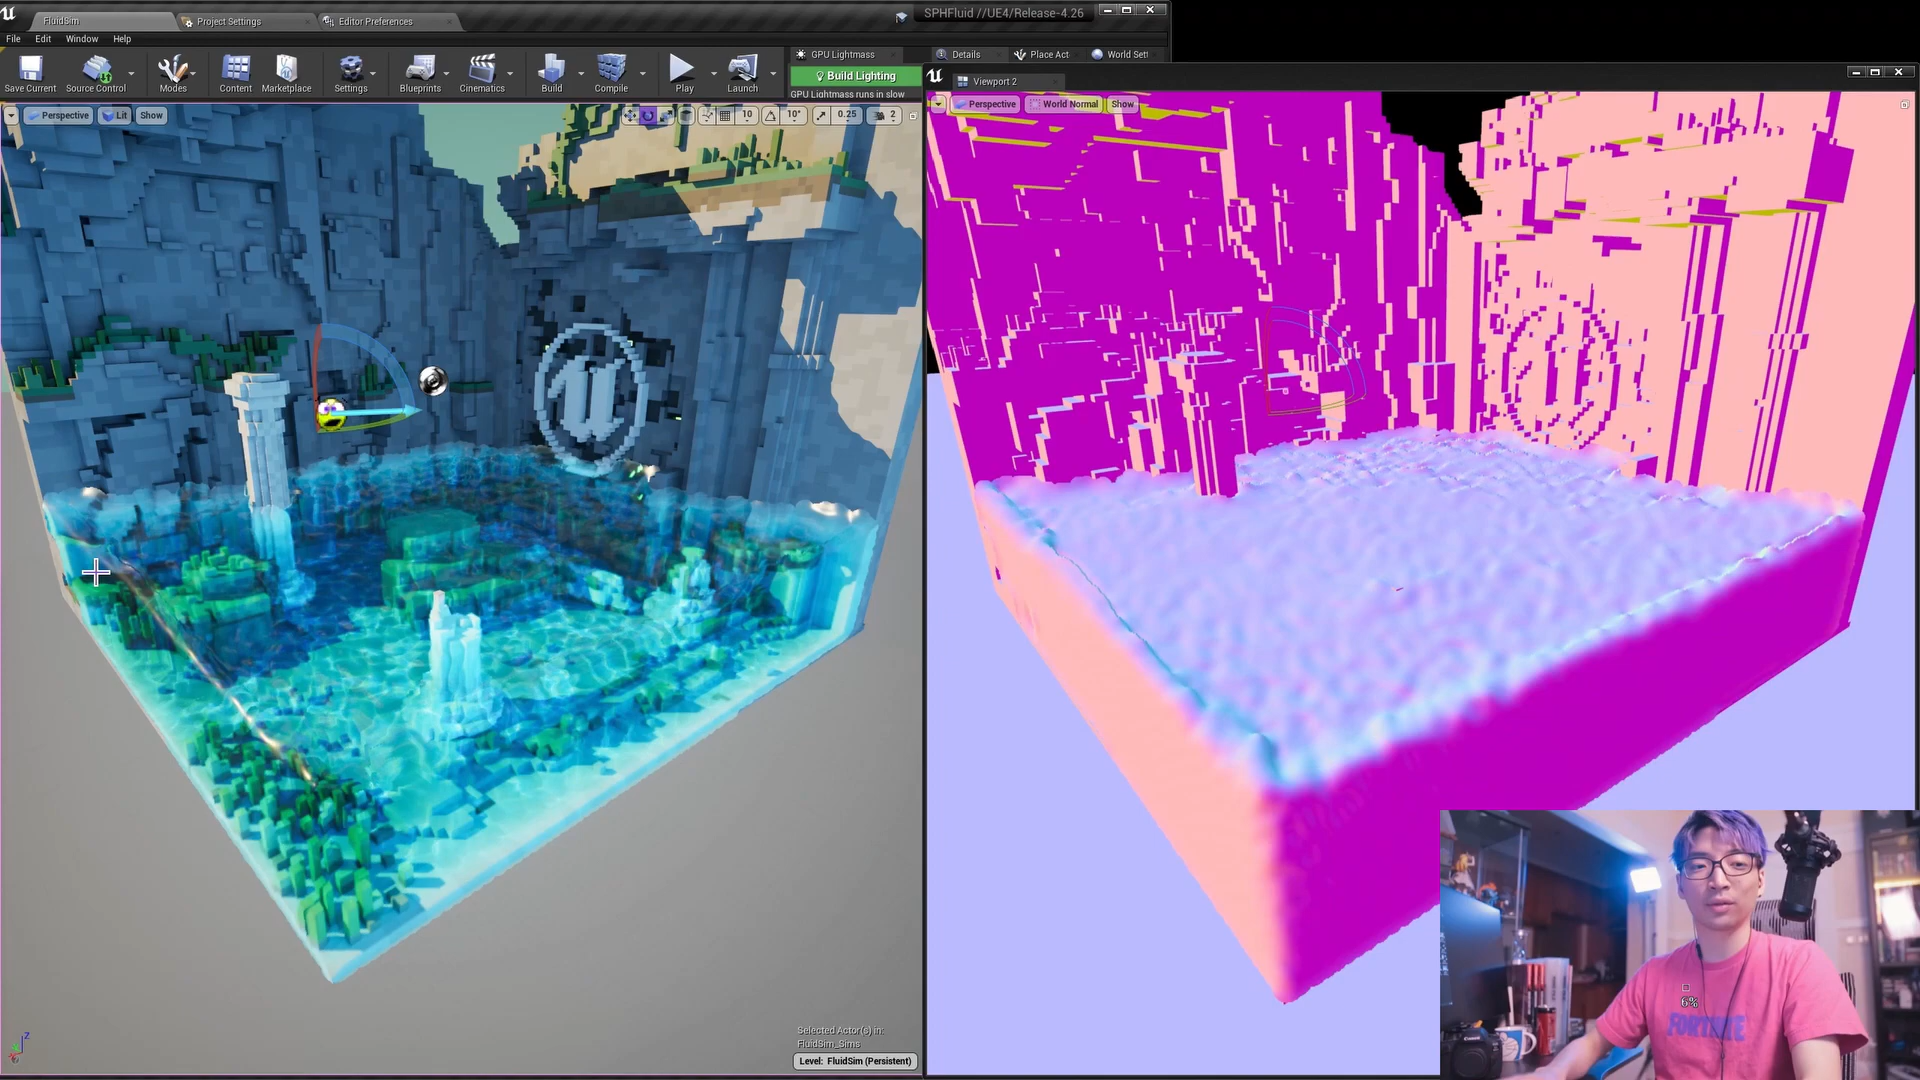 FluidSim
Project Settings
Editor Preferences
SPHFluid //UE4/Release-4.26
File Edit Window Help
Save Current
Source Control
Modes
Content
Marketplace
Settings
Blueprints
Cinematics
Build
Compile
Play
Launch
GPU Lightmass
Build Lighting
GPU Lightmass runs in slow
Details
Place Act
World Set
Perspective
Lit
Show
10
10°
0.25
2
Viewport 2
Perspective
World Normal
Show
Selected Actor(s) in:
FluidSim_Sims
Level: FluidSim (Persistent)
6%
FORTNITE
Canon